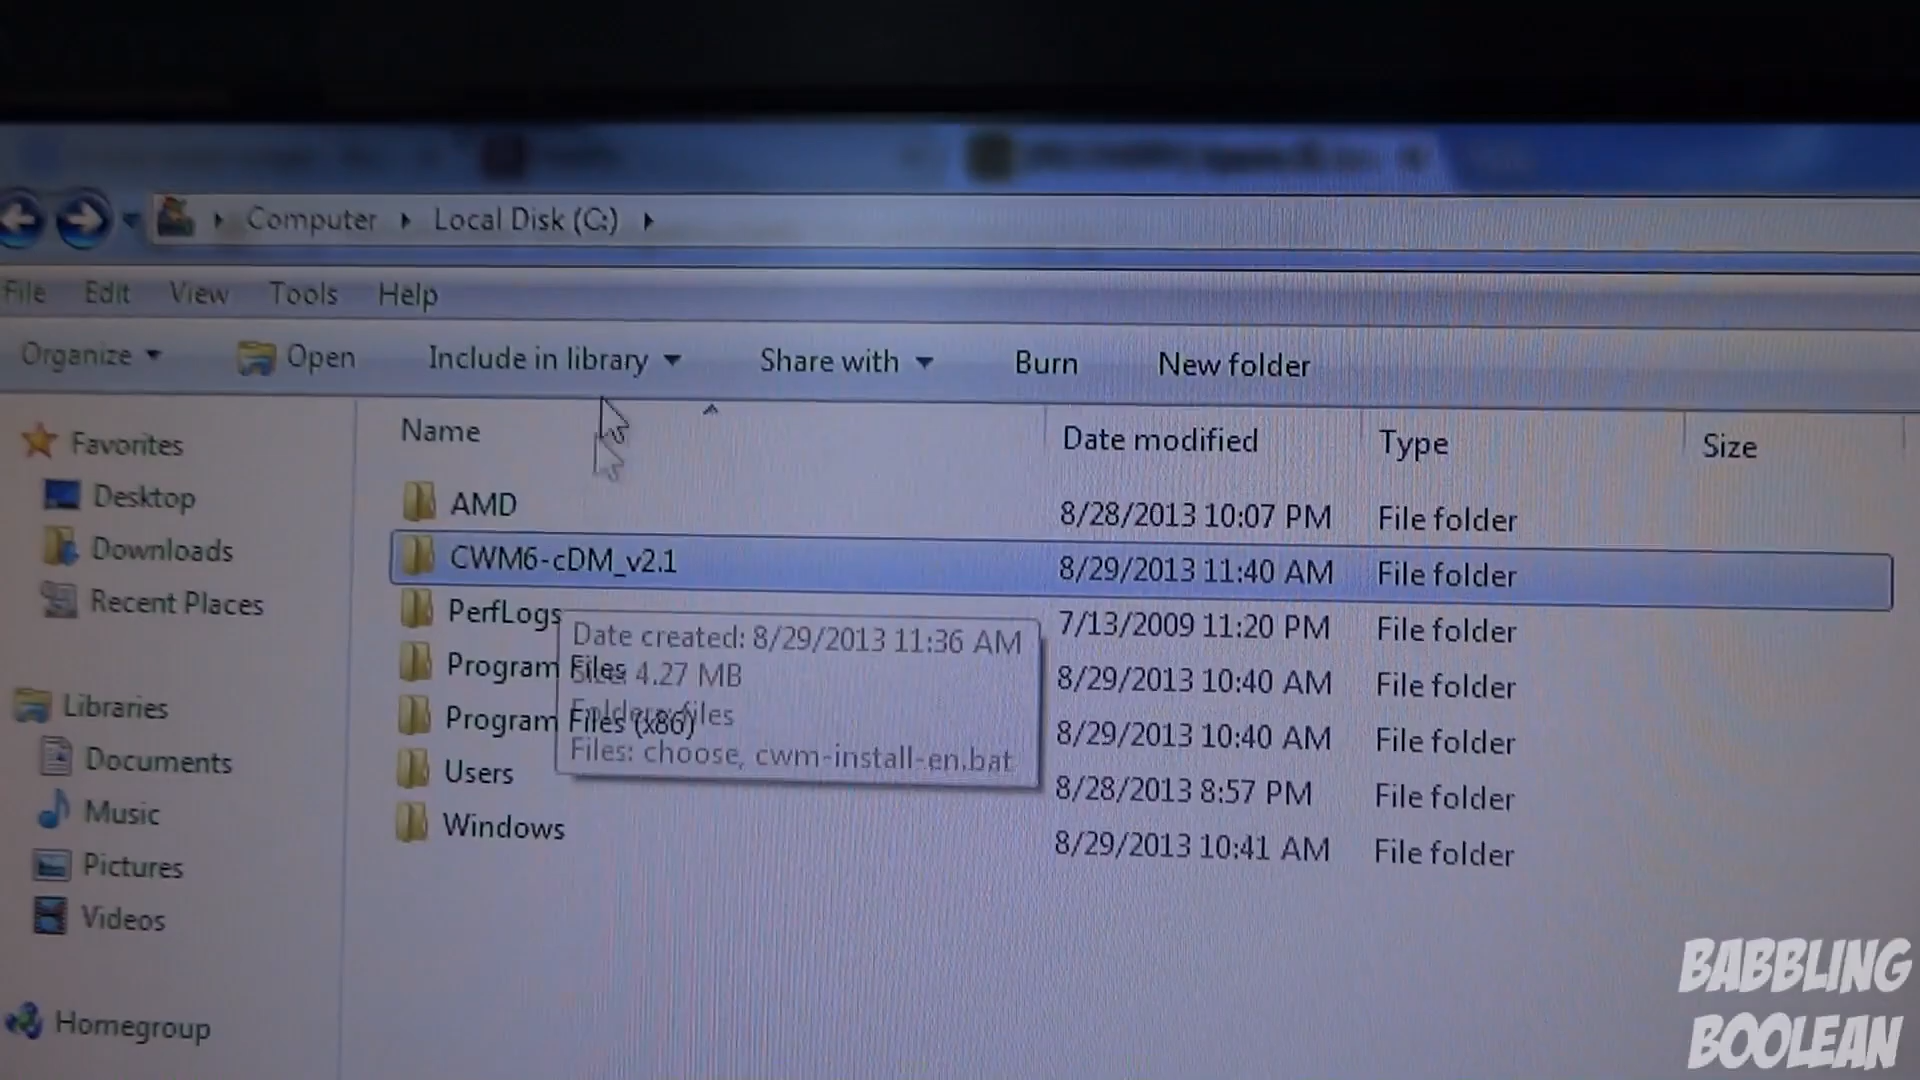 Computer Local Disk (C:)
File Edit View Tools Help
Organize Open Include in library Share with Burn New folder
Name Date modified Type Size
Favorites
Desktop
Downloads
Recent Places
Libraries
Documents
Music
Pictures
Videos
Homegroup
AMD 8/28/2013 10:07 PM File folder
CWM6-cDM_v2.1 8/29/2013 11:40 AM File folder
PerfLogs 7/13/2009 11:20 PM File folder
Program Files 8/29/2013 10:40 AM File folder
Program Files (x86) 8/29/2013 10:40 AM File folder
Users 8/28/2013 8:57 PM File folder
Windows 8/29/2013 10:41 AM File folder
Date created: 8/29/2013 11:36 AM
4.27 MB
files
Files: choose, cwm-install-en.bat
BABBLING
BOOLEAN